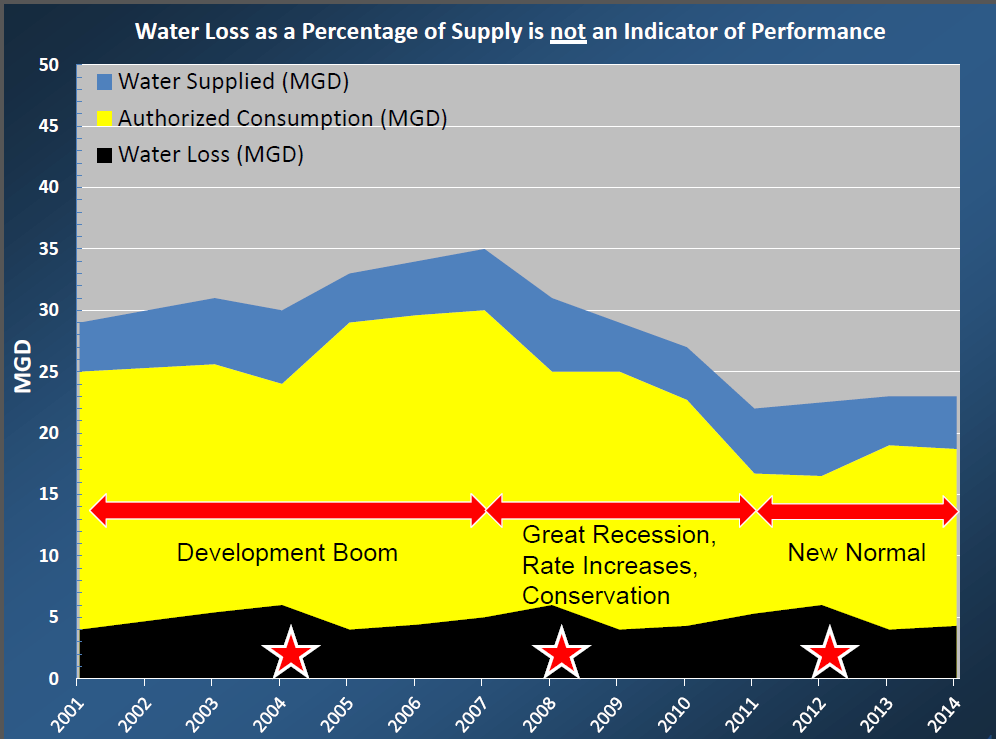 Water Loss as a Percentage of Supply is not an Indicator of Performance
50
Water Supplied (MGD)
45
Authorized Consumption (MGD)
Water Loss (MGD)
40
35
30
25
MGD
20
15
Development Boom
Great Recession,
Rate Increases,
Conservation
New Normal
10
5
0
2001 2002 2003 2004 2005 2006 2007 2008 2009 2010 2011 2012 2013 2014